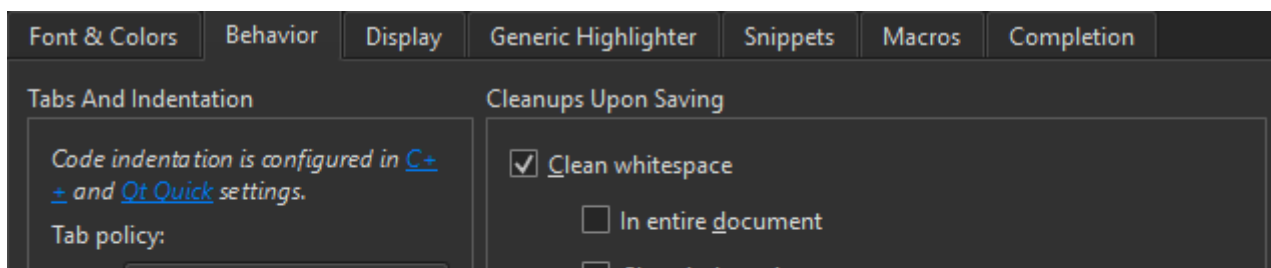 Font & Colors Behavior Display Generic Highlighter Snippets Macros Completion
Tabs And Indentation
Code indentation is configured in C+
+ and Qt Quick settings.
Tab policy:
Cleanups Upon Saving
Clean whitespace
In entire document